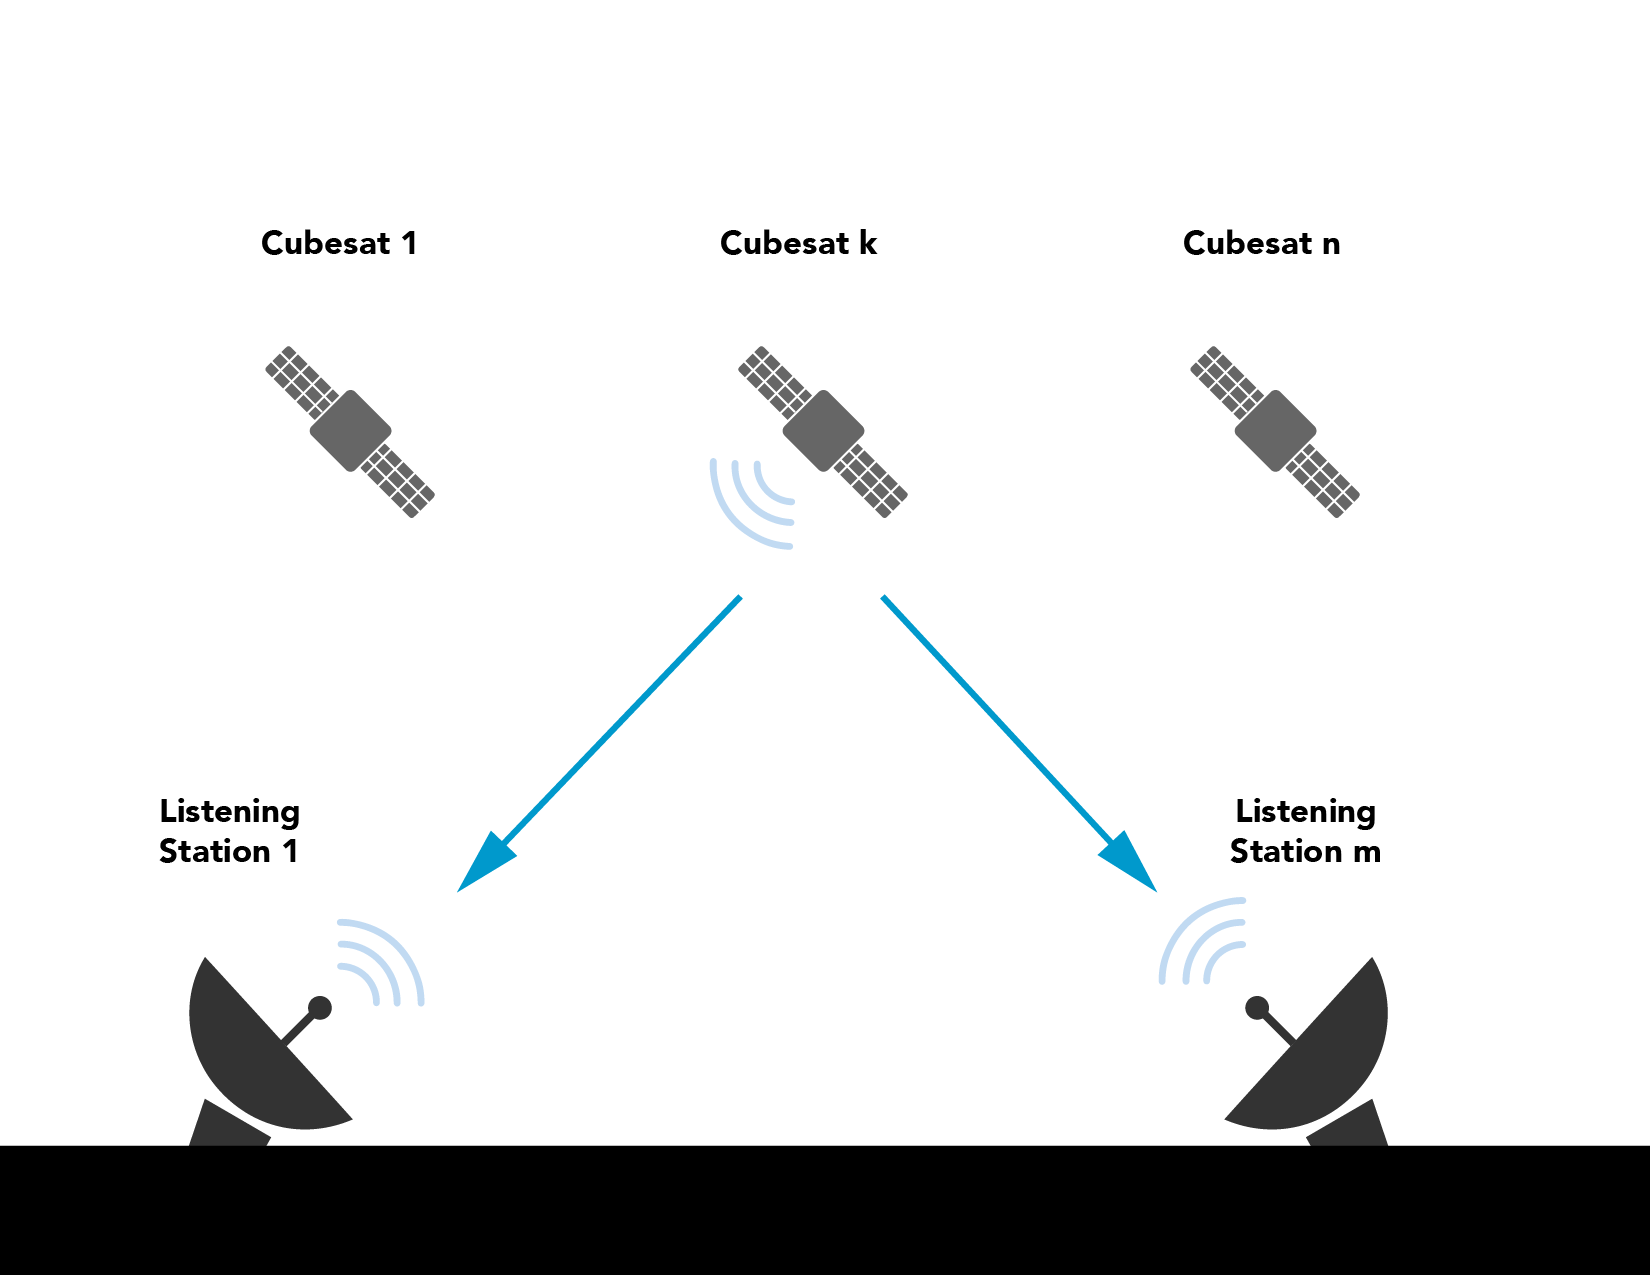 Cubesat 1
Cubesat k
Cubesat n
Listening
Station 1
Listening
Station m